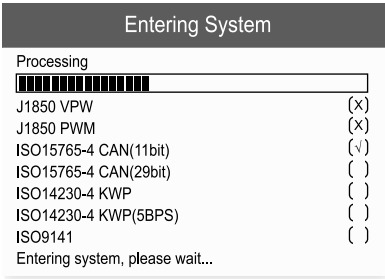 Entering System
Processing
J1850 VPW (X)
J1850 PWM (X)
ISO15765-4 CAN(11bit) (√)
ISO15765-4 CAN(29bit) ( )
ISO14230-4 KWP ( )
ISO14230-4 KWP(5BPS) ( )
ISO9141 ( )
Entering system, please wait...